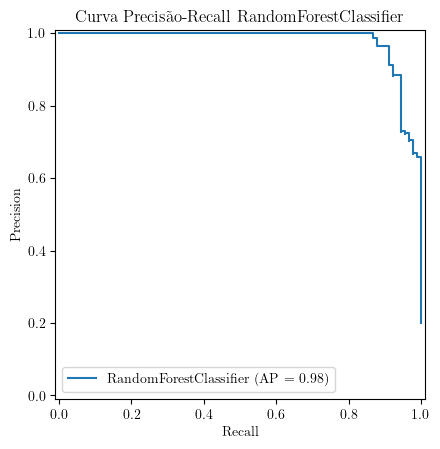 Curva Precisão-Recall RandomForestClassifier
1.0
0.8
0.6
0.4
0.2
0.0
Precision
RandomForestClassifier (AP = 0.98)
0.0 0.2 0.4 0.6 0.8 1.0
Recall